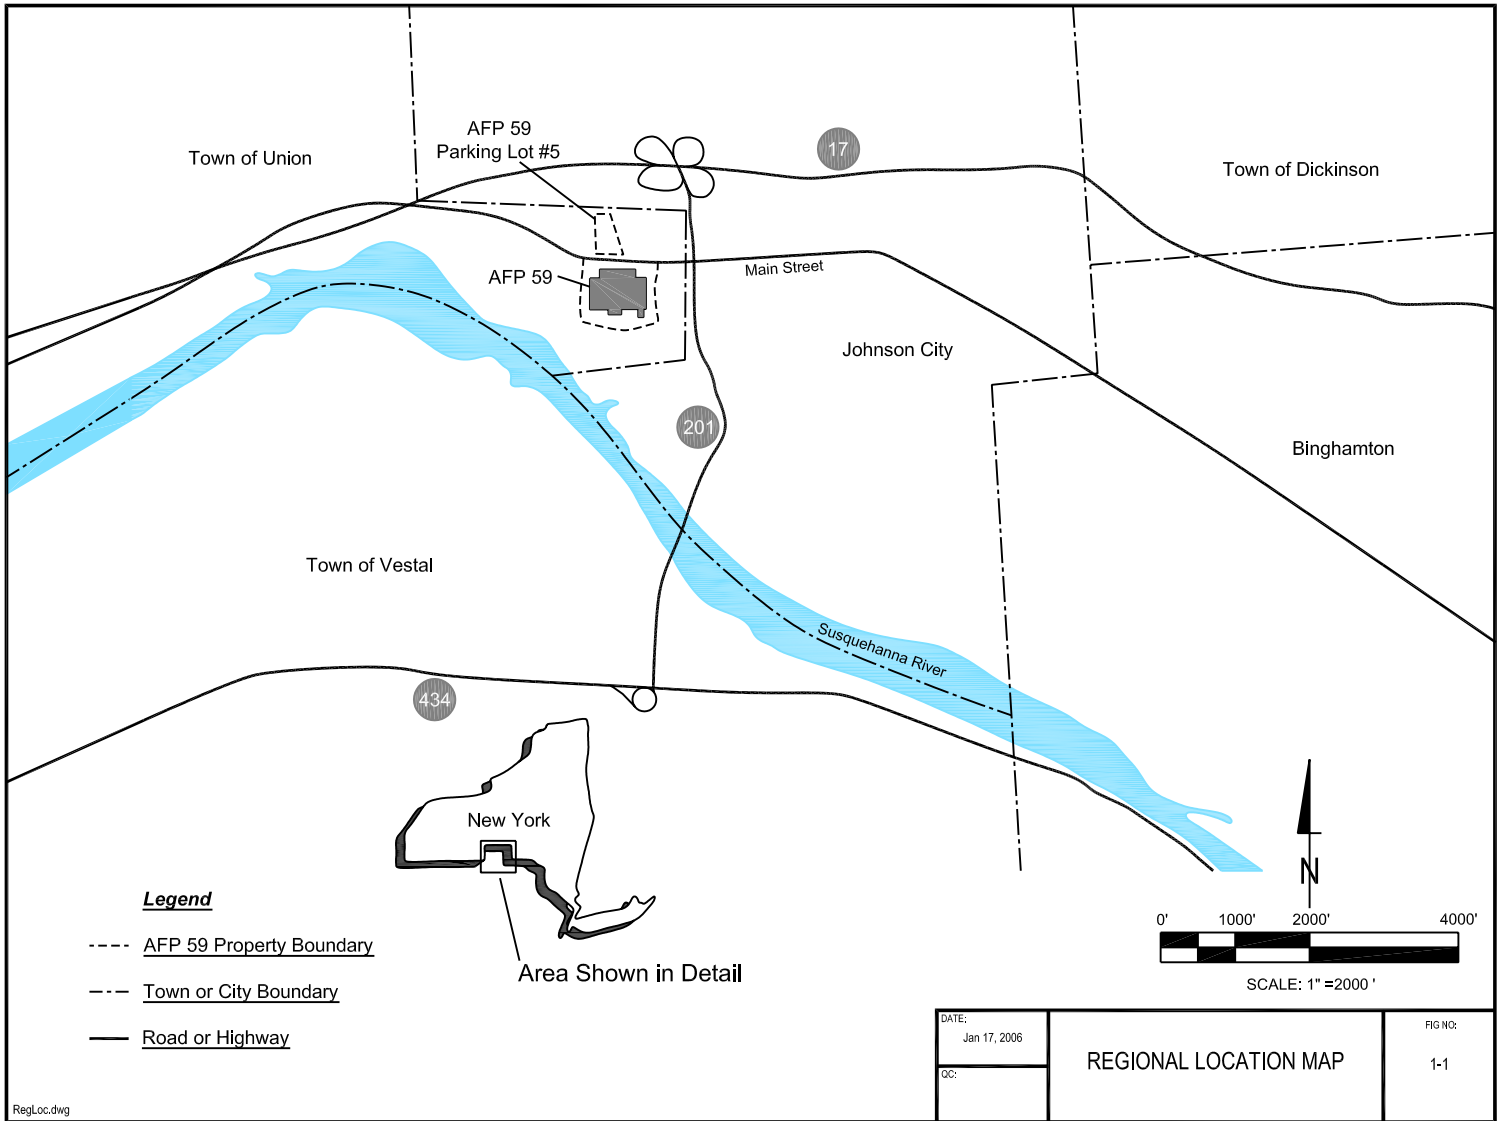 AFP 59
Parking Lot #5
17
Town of Union
Town of Dickinson
Main Street
AFP 59
Johnson City
201
Binghamton
Town of Vestal
Susquehanna River
434
New York
Legend
AFP 59 Property Boundary
Town or City Boundary
Road or Highway
Area Shown in Detail
N
0' 1000' 2000' 4000'
SCALE: 1" =2000 '
DATE:
Jan 17, 2006
QC:
REGIONAL LOCATION MAP
FIG NO:
1-1
RegLoc.dwg